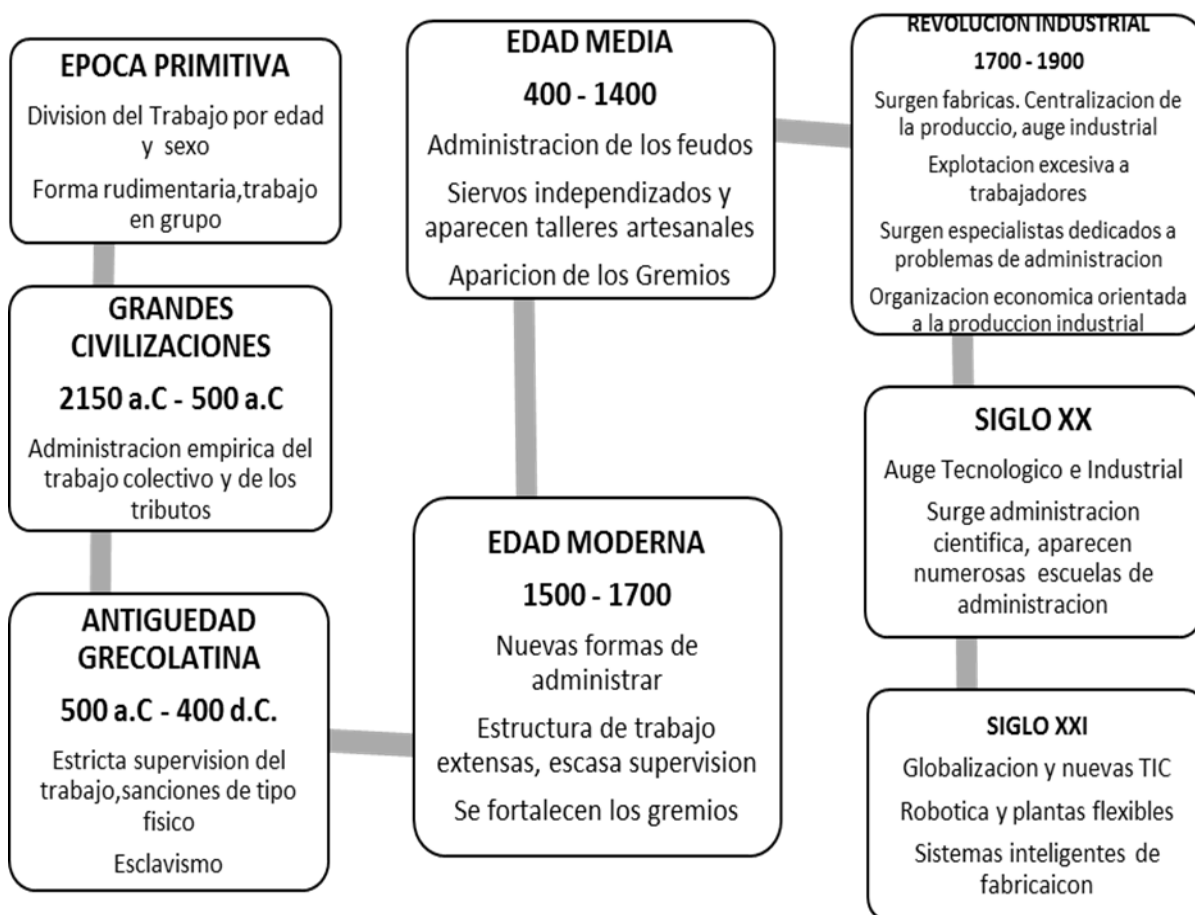 EPOCA PRIMITIVA
Division del Trabajo por edad
y sexo
Forma rudimentaria,trabajo
en grupo
GRANDES
CIVILIZACIONES
2150 a.C - 500 a.C
Administracion empirica del
trabajo colectivo y de los
tributos
ANTIGUEDAD
GRECOLATINA
500 a.C - 400 d.C.
Estricta supervision del
trabajo,sanciones de tipo
fisico
Esclavismo
EDAD MEDIA
400 - 1400
Administracion de los feudos
Siervos independizados y
aparecen talleres artesanales
Aparicion de los Gremios
EDAD MODERNA
1500 - 1700
Nuevas formas de
administrar
Estructura de trabajo
extensas, escasa supervision
Se fortalecen los gremios
REVOLUCION INDUSTRIAL
1700 - 1900
Surgen fabricas. Centralizacion de
la produccio, auge industrial
Explotacion excesiva a
trabajadores
Surgen especialistas dedicados a
problemas de administracion
Organizacion economica orientada
a la produccion industrial
SIGLO XX
Auge Tecnologico e Industrial
Surge administracion
cientifica, aparecen
numerosas escuelas de
administracion
SIGLO XXI
Globalizacion y nuevas TIC
Robotica y plantas flexibles
Sistemas inteligentes de
fabricaicon